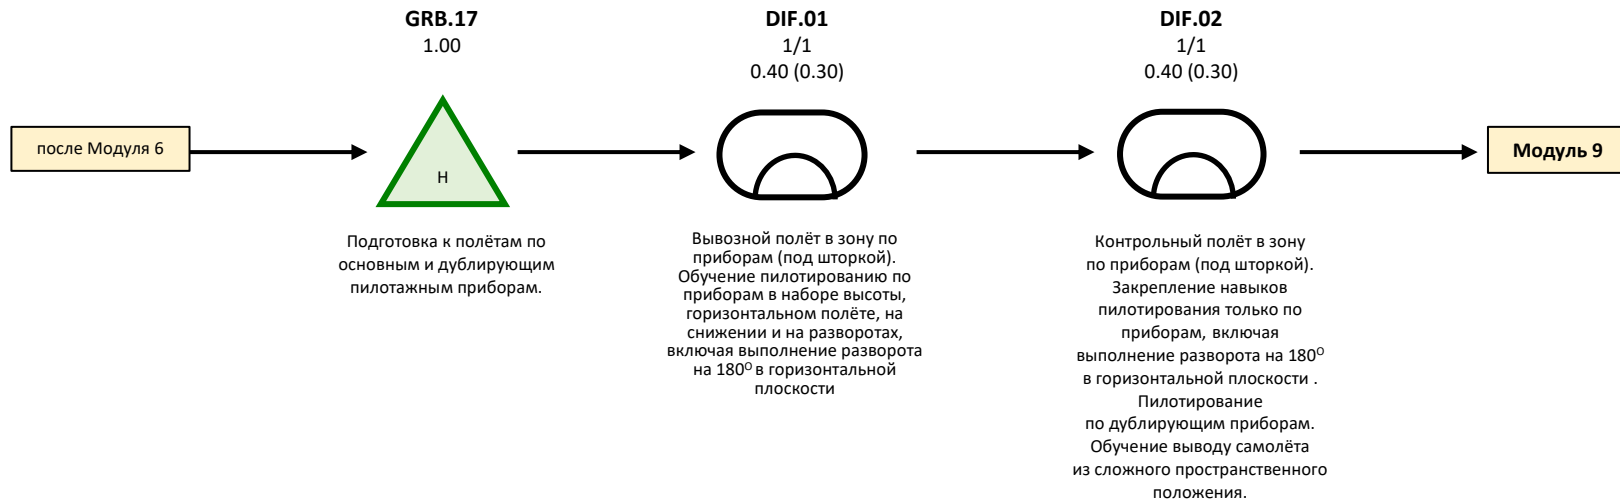 GRB.17
1.00
DIF.01
1/1
0.40 (0.30)
DIF.02
1/1
0.40 (0.30)
после Модуля 6
Н
Модуль 9
Подготовка к полётам по
основным и дублирующим
пилотажным приборам.
Вывозной полёт в зону по
приборам (под шторкой).
Обучение пилотированию по
приборам в наборе высоты,
горизонтальном полёте, на
снижении и на разворотах,
включая выполнение разворота
на 180⁰ в горизонтальной
плоскости
Контрольный полёт в зону
по приборам (под шторкой).
Закрепление навыков
пилотирования только по
приборам, включая
выполнение разворота на 180⁰
в горизонтальной плоскости .
Пилотирование
по дублирующим приборам.
Обучение выводу самолёта
из сложного пространственного
положения.